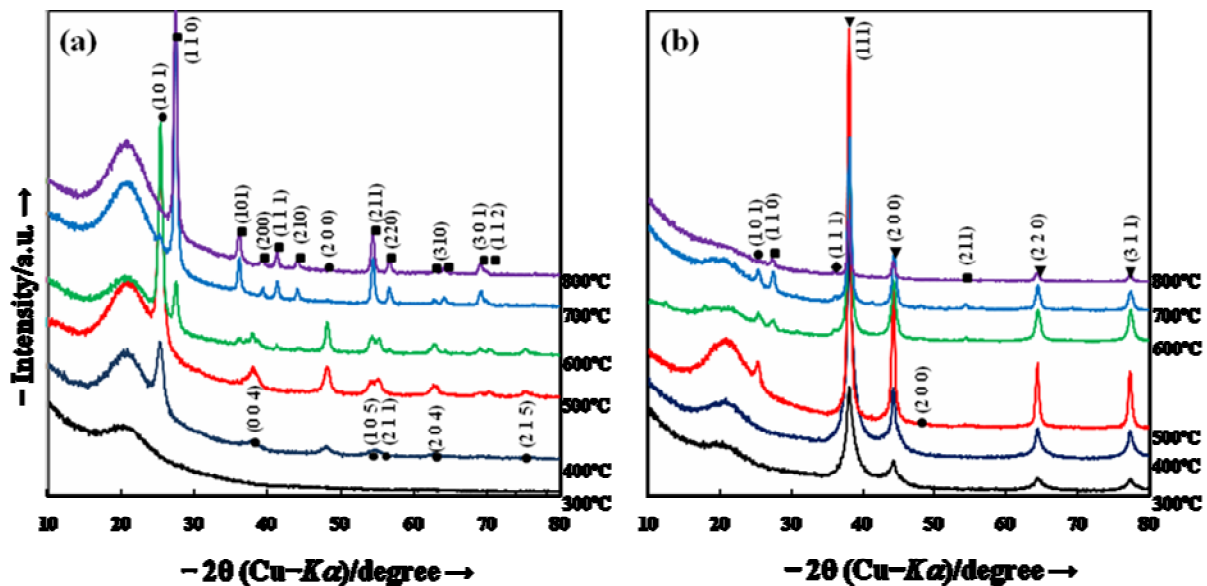 (a)
(1 1 0)
(1 0 1)
(101)
(200)
(1 1 1)
(210)
(2 0 0)
(211)
(220)
(310)
(3 0 1)
(1 1 2)
800℃
700℃
600℃
500℃
400℃
300℃
(0 0 4)
(1 0 5)
(2 1 1)
(2 0 4)
(2 1 5)
10 20 30 40 50 60 70 80
− Intensity/a.u. →
− 2θ (Cu−Kα)/degree →
(b)
(111)
(1 0 1)
(1 1 0)
(1 1 1)
(2 0 0)
(211)
(2 2 0)
(3 1 1)
800℃
700℃
600℃
(2 0 0)
500℃
400℃
300℃
10 20 30 40 50 60 70 80
− 2θ (Cu−Kα)/degree →